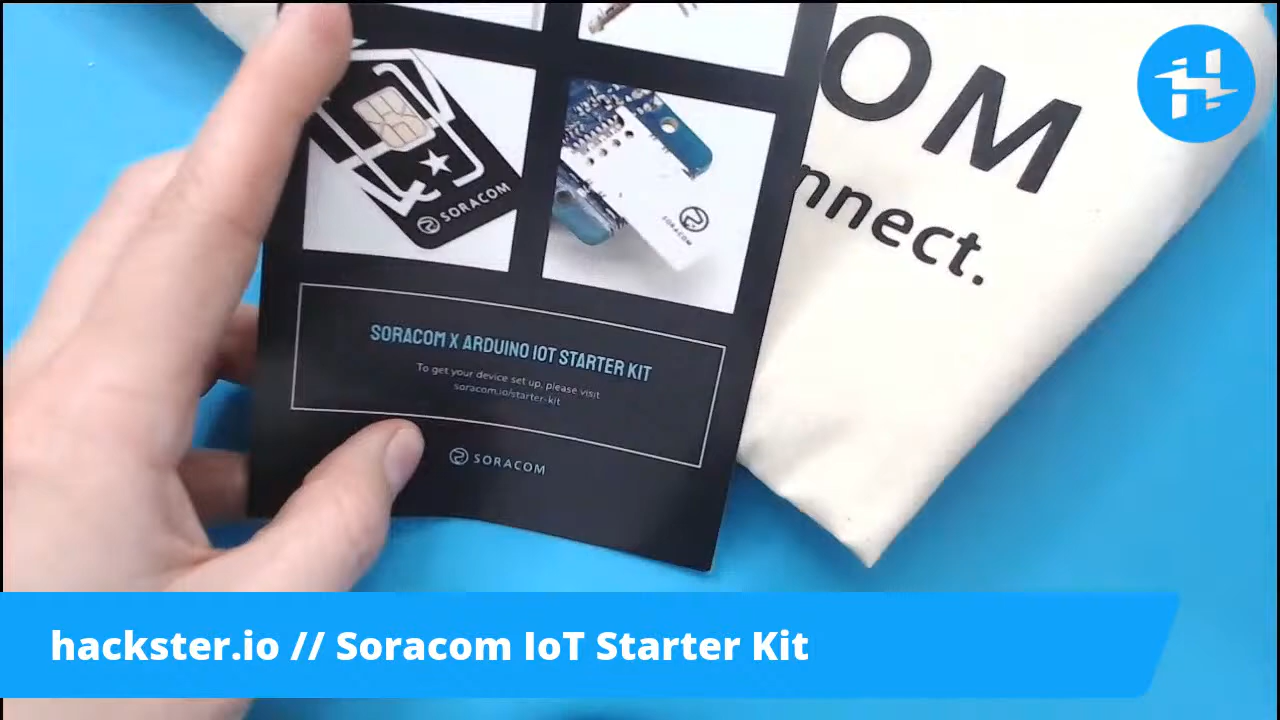 OM
nnect.
SORACOM
SORACOM
SORACOM X ARDUINO IOT STARTER KIT
To get your device set up, please visit
soracom.io/starter-kit
SORACOM
hackster.io // Soracom IoT Starter Kit